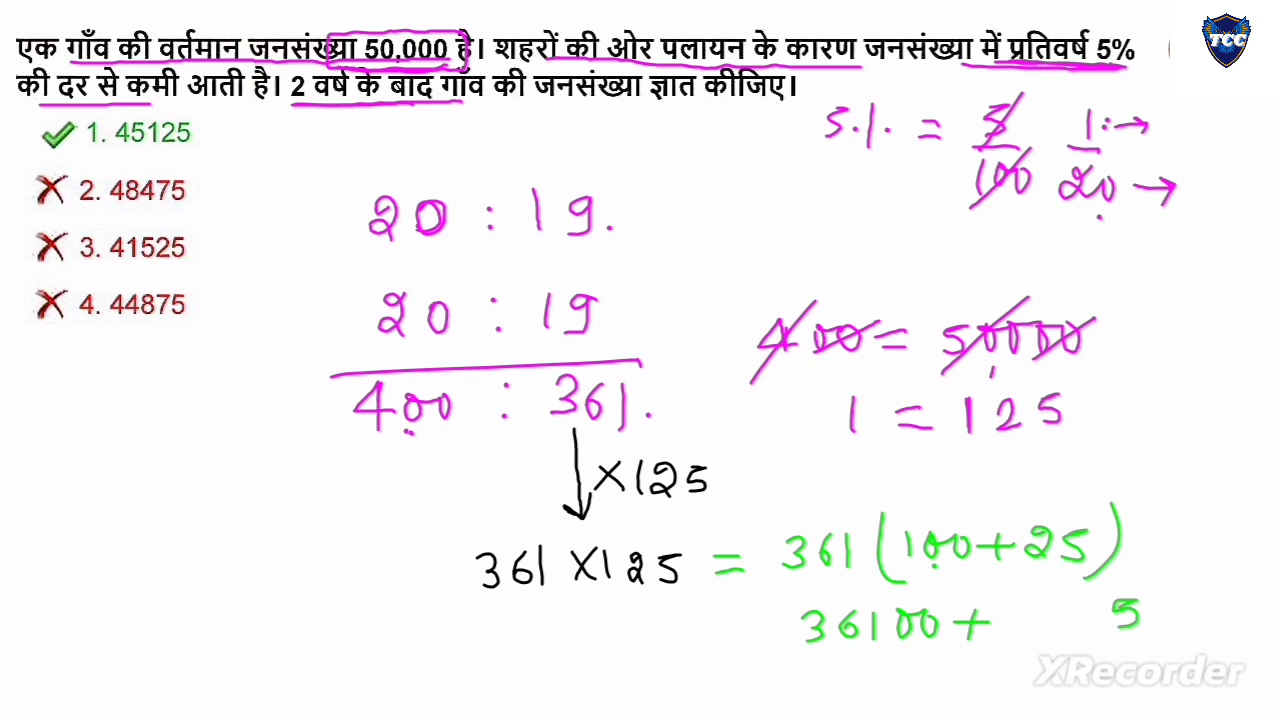 एक गाँव की वर्तमान जनसंख्या 50,000 है। शहरों की ओर पलायन के कारण जनसंख्या में प्रतिवर्ष 5%
की दर से कमी आती है। 2 वर्ष के बाद गाँव की जनसंख्या ज्ञात कीजिए।
TCC
1. 45125
2. 48475
3. 41525
4. 44875
5.1. = 5/100 1/20
20 : 19.
20 : 19
400 : 361.
400 = 50000
1 = 125
×125
361 ×125 = 361 (100+25)
36100+ 5
XRecorder